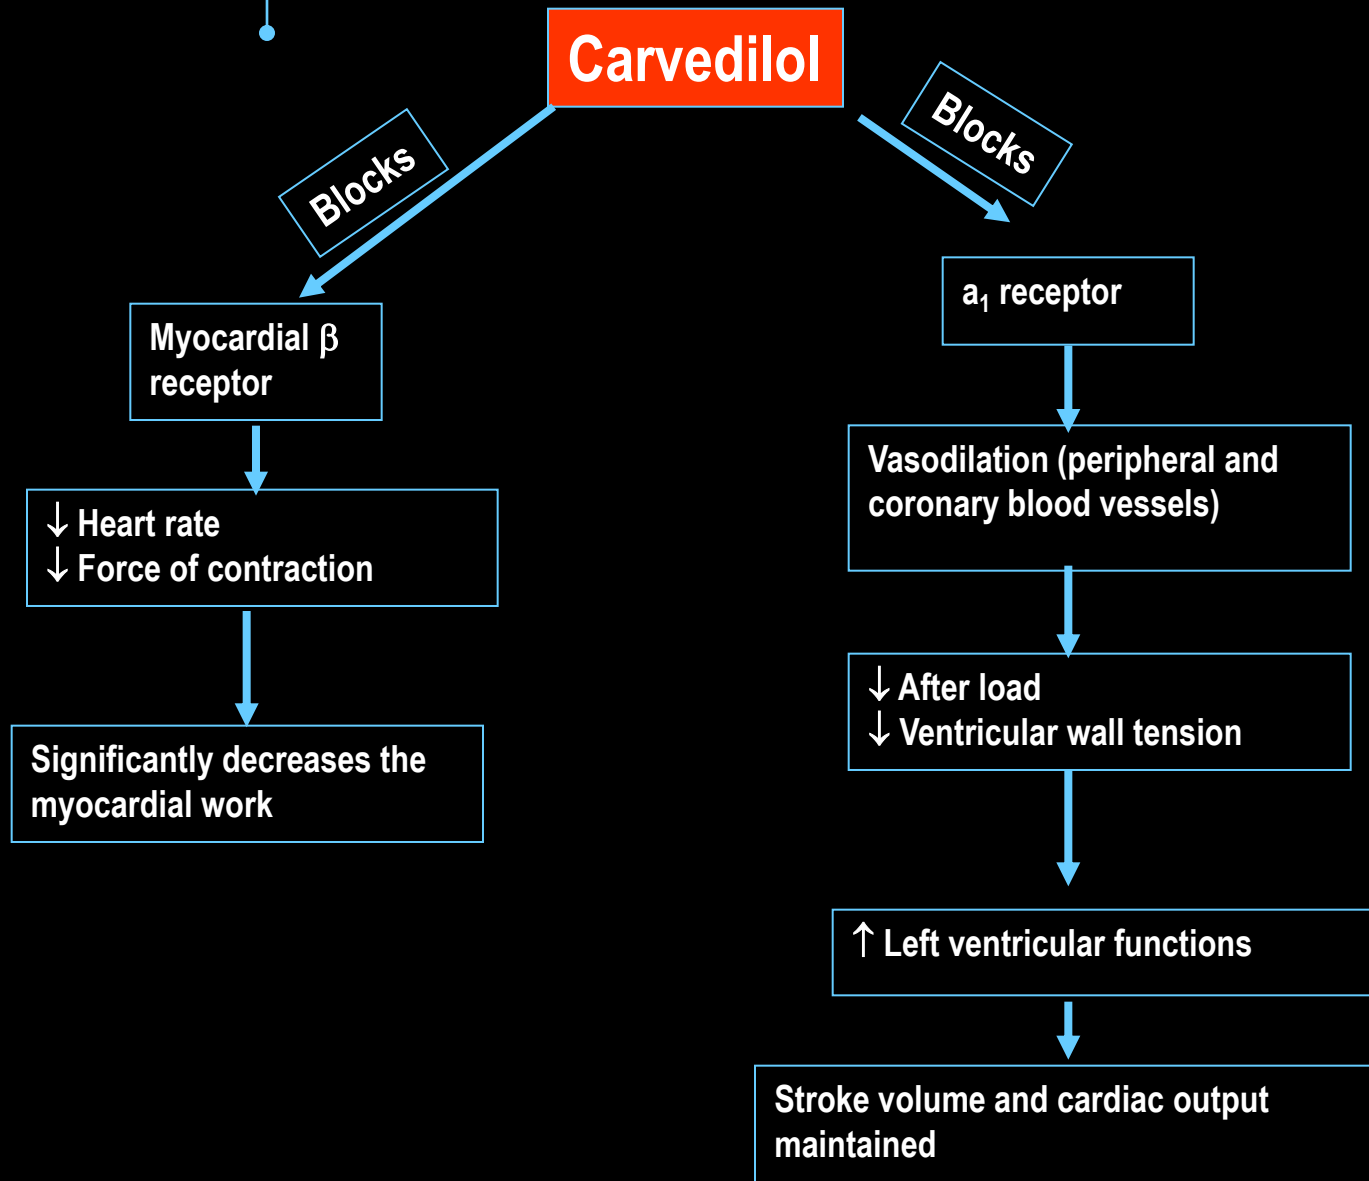 Carvedilol
Blocks
Blocks
Myocardial β
receptor
↓ Heart rate
↓ Force of contraction
Significantly decreases the
myocardial work
a₁ receptor
Vasodilation (peripheral and
coronary blood vessels)
↓ After load
↓ Ventricular wall tension
↑ Left ventricular functions
Stroke volume and cardiac output
maintained